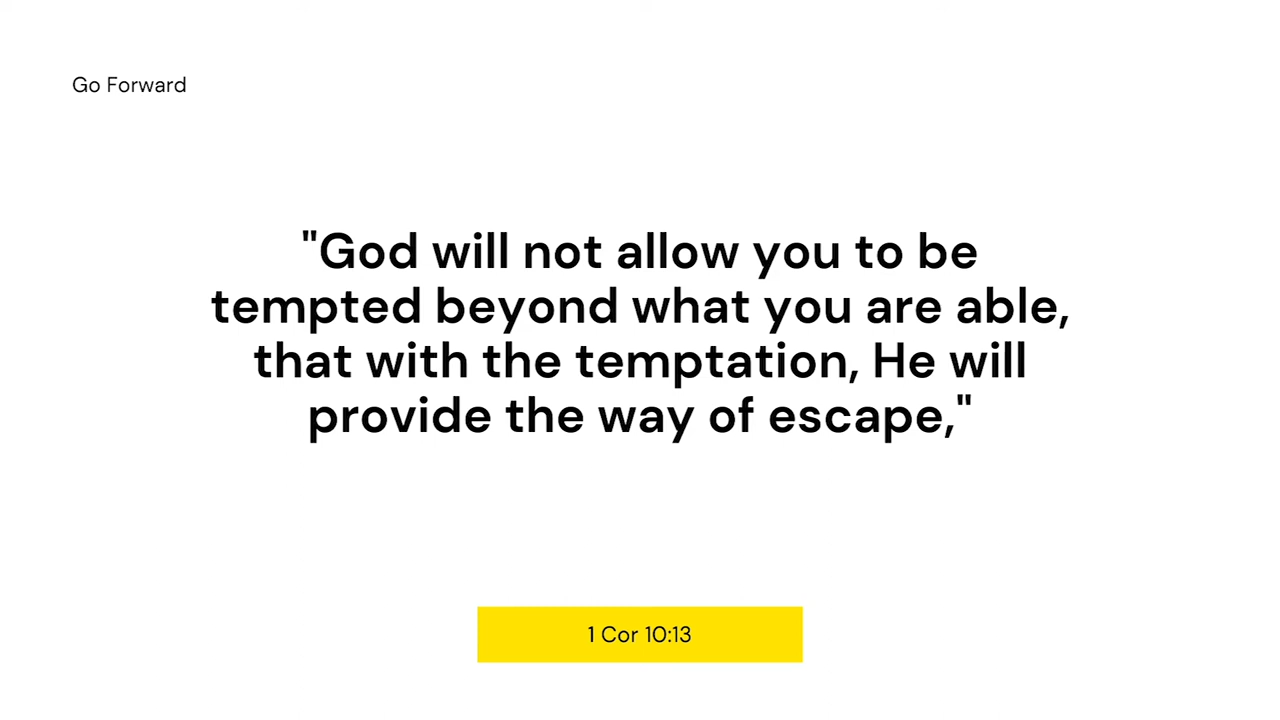 Go Forward
"God will not allow you to be
tempted beyond what you are able,
that with the temptation, He will
provide the way of escape,"
1 Cor 10:13